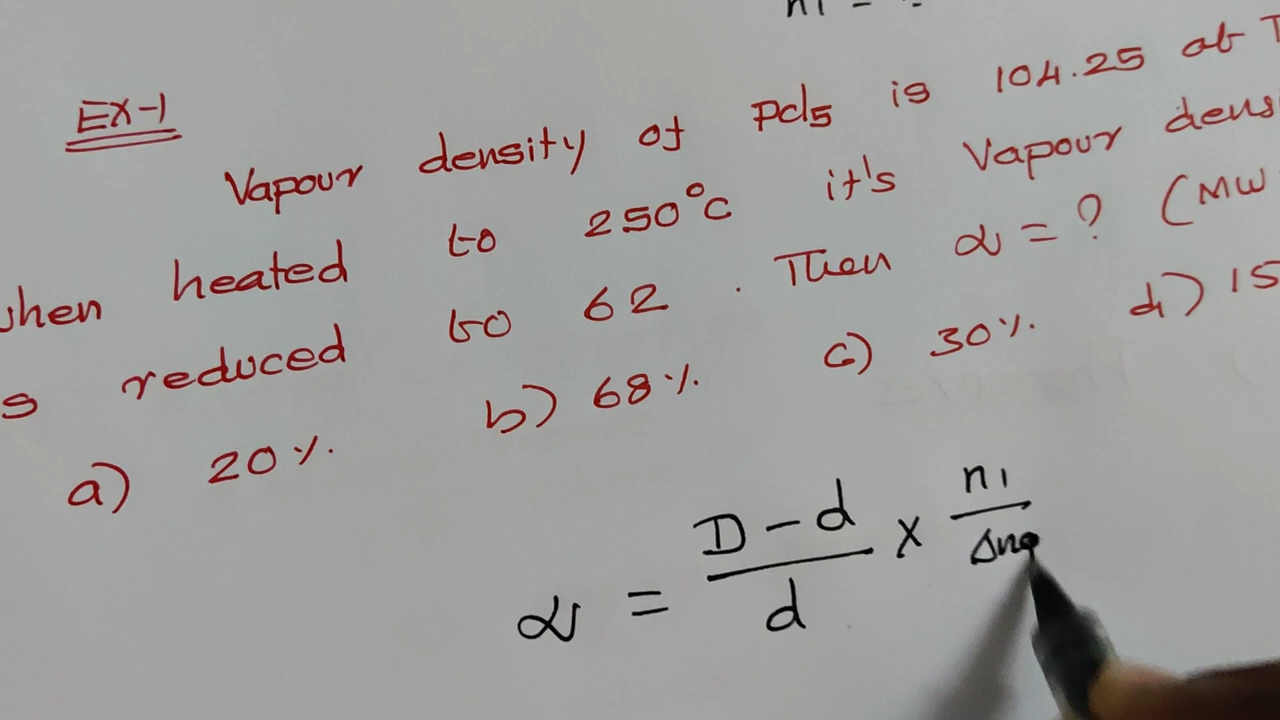 n1 =
Ex-1
Vapour density of Pcl5 is 104.25 at
when heated to 250°C it's Vapour dens
s reduced to 62. Then α = ? (MW
a) 20% b) 68% c) 30% d) 15
α = D - d / d × n1 / Δng